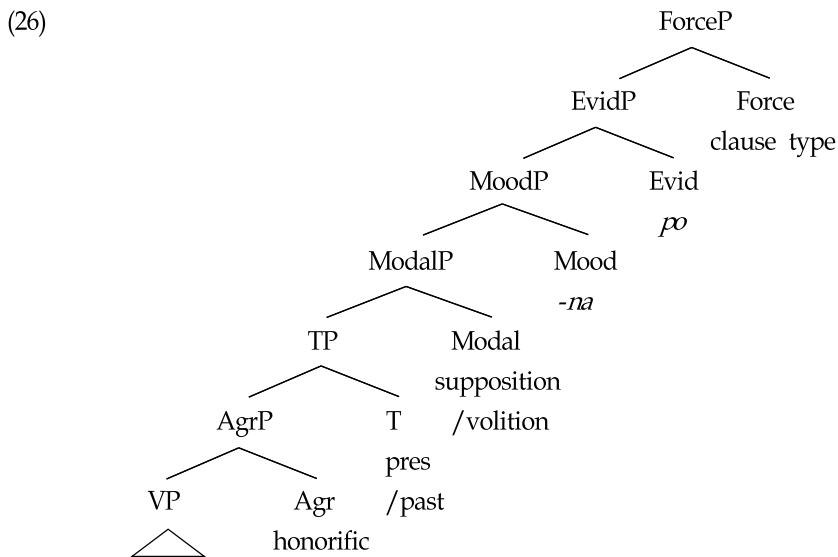 (26)
ForceP
EvidP Force
clause type
MoodP Evid
po
ModalP Mood
-na
TP Modal
supposition
AgrP T /volition
pres
VP Agr /past
honorific